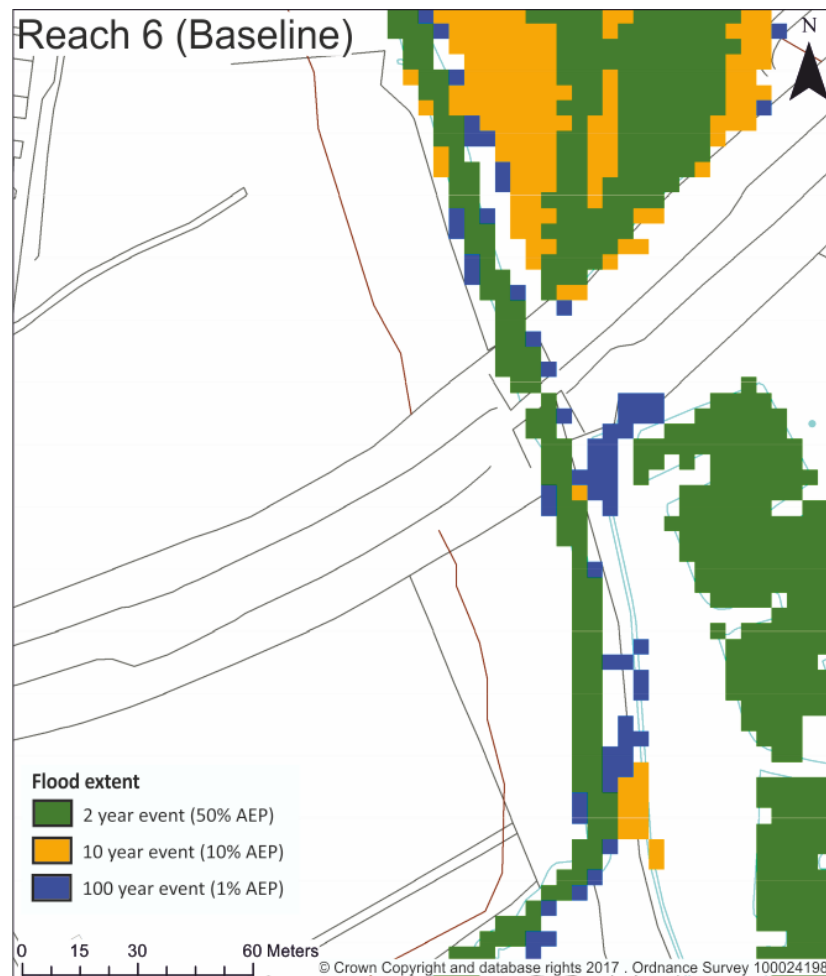 Reach 6 (Baseline)
N
Flood extent
2 year event (50% AEP)
10 year event (10% AEP)
100 year event (1% AEP)
0 15 30 60 Meters
© Crown Copyright and database rights 2017 . Ordnance Survey 100024198